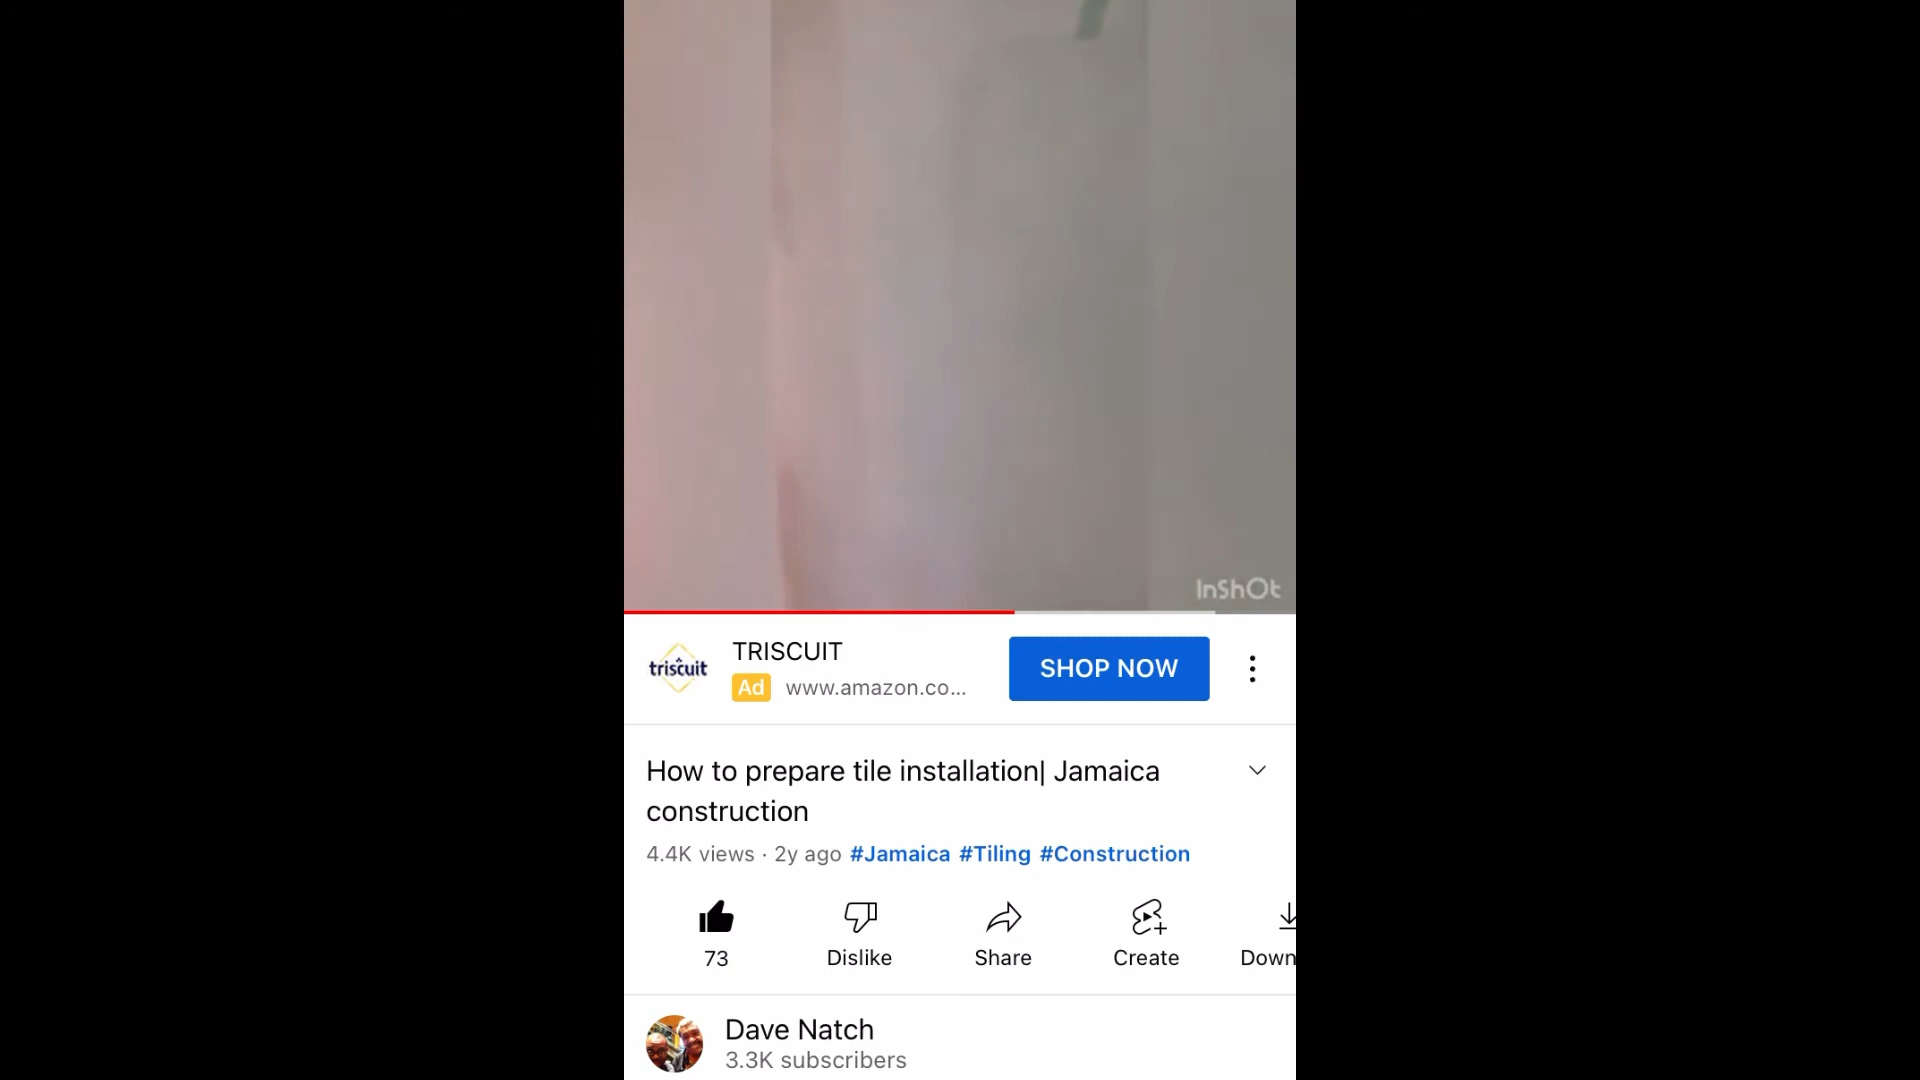 InShOt
triscuit
TRISCUIT
Ad www.amazon.co...
SHOP NOW
How to prepare tile installation| Jamaica
construction
4.4K views · 2y ago #Jamaica #Tiling #Construction
73
Dislike
Share
Create
Down
Dave Natch
3.3K subscribers